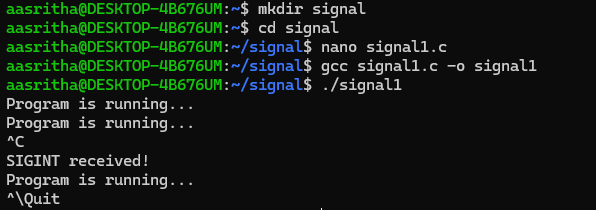 aasritha@DESKTOP-4B676UM:~$ mkdir signal
aasritha@DESKTOP-4B676UM:~$ cd signal
aasritha@DESKTOP-4B676UM:~/signal$ nano signal1.c
aasritha@DESKTOP-4B676UM:~/signal$ gcc signal1.c -o signal1
aasritha@DESKTOP-4B676UM:~/signal$ ./signal1
Program is running...
Program is running...
^C
SIGINT received!
Program is running...
^\Quit